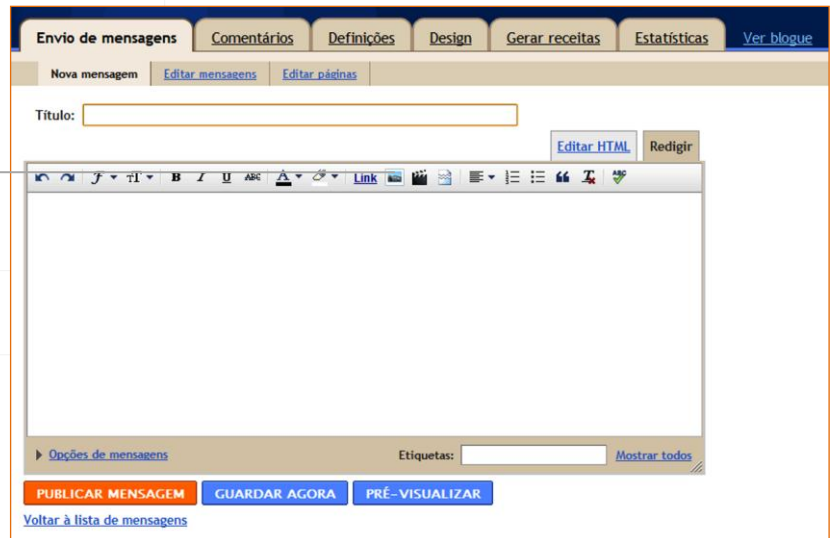 Envio de mensagens Comentários Definições Design Gerar receitas Estatísticas Ver blogue
Nova mensagem Editar mensagens Editar páginas
Título:
Editar HTML Redigir
B I U ABC A Link ABC
Opções de mensagens Etiquetas: Mostrar todos
PUBLICAR MENSAGEM GUARDAR AGORA PRÉ-VISUALIZAR
Voltar à lista de mensagens